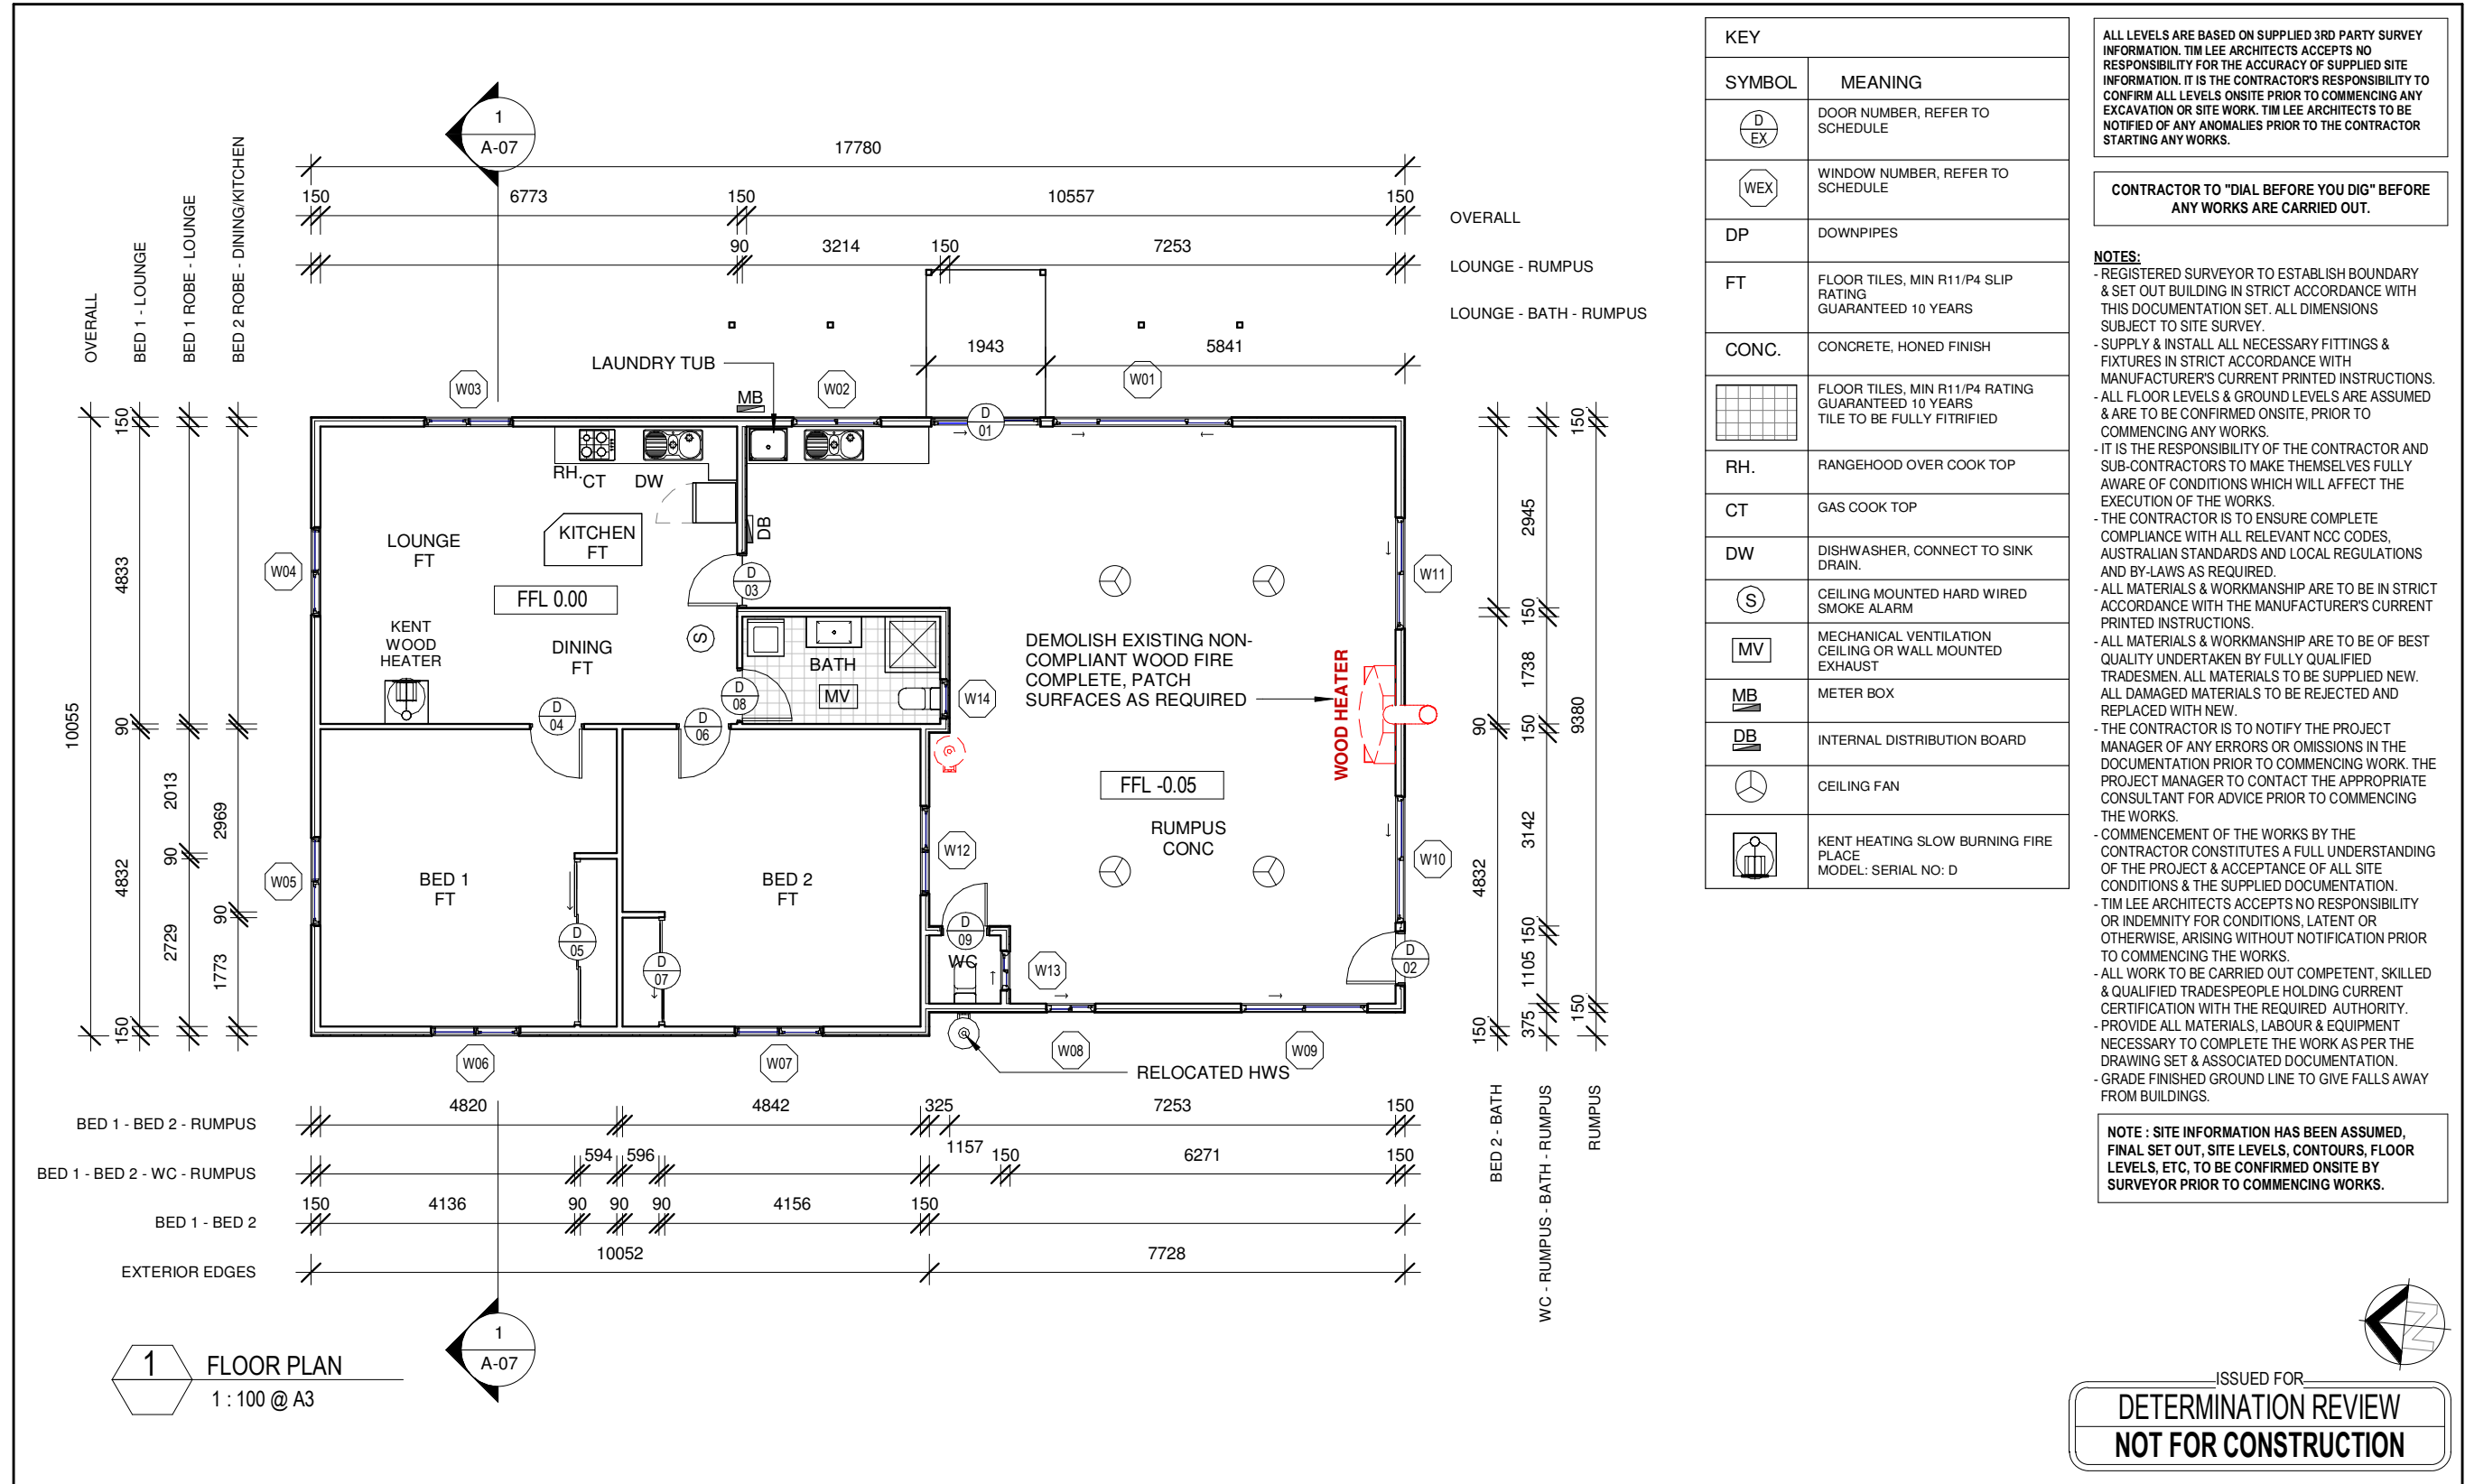 1
A-07
17780
150
6773
150
10557
150
OVERALL
90
3214
150
7253
LOUNGE - RUMPUS
LOUNGE - BATH - RUMPUS
1943
5841
OVERALL
BED 1 - LOUNGE
BED 1 ROBE - LOUNGE
BED 2 ROBE - DINING/KITCHEN
LAUNDRY TUB
MB
W03
W02
W01
D
01
RH.
CT
DW
DB
LOUNGE
FT
KITCHEN
FT
FFL 0.00
D
03
W04
W11
KENT
WOOD
HEATER
DINING
FT
S
BATH
MV
D
08
W14
D
04
D
06
DEMOLISH EXISTING NON-
COMPLIANT WOOD FIRE
COMPLETE, PATCH
SURFACES AS REQUIRED
WOOD HEATER
FFL -0.05
RUMPUS
CONC
W12
W10
W05
BED 1
FT
BED 2
FT
D
05
D
07
D
09
WC
W13
D
02
W06
W07
W08
W09
RELOCATED HWS
10055
150
4833
90
4832
150
2013
90
2729
2969
90
1773
90
4832
150
2945
150
1738
150
3142
150
1105
375
150
9380
150
BED 2 - BATH
WC - RUMPUS - BATH - RUMPUS
RUMPUS
BED 1 - BED 2 - RUMPUS
4820
4842
325
7253
150
BED 1 - BED 2 - WC - RUMPUS
594
596
1157
150
6271
150
BED 1 - BED 2
150
4136
90
90
90
4156
150
EXTERIOR EDGES
10052
7728
1
A-07
1
FLOOR PLAN
1 : 100 @ A3
KEY
SYMBOL
MEANING
D
EX
DOOR NUMBER, REFER TO
SCHEDULE
WEX
WINDOW NUMBER, REFER TO
SCHEDULE
DP
DOWNPIPES
FT
FLOOR TILES, MIN R11/P4 SLIP
RATING
GUARANTEED 10 YEARS
CONC.
CONCRETE, HONED FINISH
FLOOR TILES, MIN R11/P4 RATING
GUARANTEED 10 YEARS
TILE TO BE FULLY FITRIFIED
RH.
RANGEHOOD OVER COOK TOP
CT
GAS COOK TOP
DW
DISHWASHER, CONNECT TO SINK
DRAIN.
S
CEILING MOUNTED HARD WIRED
SMOKE ALARM
MV
MECHANICAL VENTILATION
CEILING OR WALL MOUNTED
EXHAUST
MB
METER BOX
DB
INTERNAL DISTRIBUTION BOARD
CEILING FAN
KENT HEATING SLOW BURNING FIRE
PLACE
MODEL: SERIAL NO: D
ALL LEVELS ARE BASED ON SUPPLIED 3RD PARTY SURVEY
INFORMATION. TIM LEE ARCHITECTS ACCEPTS NO
RESPONSIBILITY FOR THE ACCURACY OF SUPPLIED SITE
INFORMATION. IT IS THE CONTRACTOR'S RESPONSIBILITY TO
CONFIRM ALL LEVELS ONSITE PRIOR TO COMMENCING ANY
EXCAVATION OR SITE WORK. TIM LEE ARCHITECTS TO BE
NOTIFIED OF ANY ANOMALIES PRIOR TO THE CONTRACTOR
STARTING ANY WORKS.
CONTRACTOR TO "DIAL BEFORE YOU DIG" BEFORE
ANY WORKS ARE CARRIED OUT.
NOTES:
- REGISTERED SURVEYOR TO ESTABLISH BOUNDARY
& SET OUT BUILDING IN STRICT ACCORDANCE WITH
THIS DOCUMENTATION SET. ALL DIMENSIONS
SUBJECT TO SITE SURVEY.
- SUPPLY & INSTALL ALL NECESSARY FITTINGS &
FIXTURES IN STRICT ACCORDANCE WITH
MANUFACTURER'S CURRENT PRINTED INSTRUCTIONS.
- ALL FLOOR LEVELS & GROUND LEVELS ARE ASSUMED
& ARE TO BE CONFIRMED ONSITE, PRIOR TO
COMMENCING ANY WORKS.
- IT IS THE RESPONSIBILITY OF THE CONTRACTOR AND
SUB-CONTRACTORS TO MAKE THEMSELVES FULLY
AWARE OF CONDITIONS WHICH WILL AFFECT THE
EXECUTION OF THE WORKS.
- THE CONTRACTOR IS TO ENSURE COMPLETE
COMPLIANCE WITH ALL RELEVANT NCC CODES,
AUSTRALIAN STANDARDS AND LOCAL REGULATIONS
AND BY-LAWS AS REQUIRED.
- ALL MATERIALS & WORKMANSHIP ARE TO BE IN STRICT
ACCORDANCE WITH THE MANUFACTURER'S CURRENT
PRINTED INSTRUCTIONS.
- ALL MATERIALS & WORKMANSHIP ARE TO BE OF BEST
QUALITY UNDERTAKEN BY FULLY QUALIFIED
TRADESMEN. ALL MATERIALS TO BE SUPPLIED NEW.
ALL DAMAGED MATERIALS TO BE REJECTED AND
REPLACED WITH NEW.
- THE CONTRACTOR IS TO NOTIFY THE PROJECT
MANAGER OF ANY ERRORS OR OMISSIONS IN THE
DOCUMENTATION PRIOR TO COMMENCING WORK. THE
PROJECT MANAGER TO CONTACT THE APPROPRIATE
CONSULTANT FOR ADVICE PRIOR TO COMMENCING
THE WORKS.
- COMMENCEMENT OF THE WORKS BY THE
CONTRACTOR CONSTITUTES A FULL UNDERSTANDING
OF THE PROJECT & ACCEPTANCE OF ALL SITE
CONDITIONS & THE SUPPLIED DOCUMENTATION.
- TIM LEE ARCHITECTS ACCEPTS NO RESPONSIBILITY
OR INDEMNITY FOR CONDITIONS, LATENT OR
OTHERWISE, ARISING WITHOUT NOTIFICATION PRIOR
TO COMMENCING THE WORKS.
- ALL WORK TO BE CARRIED OUT COMPETENT, SKILLED
& QUALIFIED TRADESPEOPLE HOLDING CURRENT
CERTIFICATION WITH THE REQUIRED AUTHORITY.
- PROVIDE ALL MATERIALS, LABOUR & EQUIPMENT
NECESSARY TO COMPLETE THE WORK AS PER THE
DRAWING SET & ASSOCIATED DOCUMENTATION.
- GRADE FINISHED GROUND LINE TO GIVE FALLS AWAY
FROM BUILDINGS.
NOTE : SITE INFORMATION HAS BEEN ASSUMED,
FINAL SET OUT, SITE LEVELS, CONTOURS, FLOOR
LEVELS, ETC, TO BE CONFIRMED ONSITE BY
SURVEYOR PRIOR TO COMMENCING WORKS.
N
ISSUED FOR
DETERMINATION REVIEW
NOT FOR CONSTRUCTION